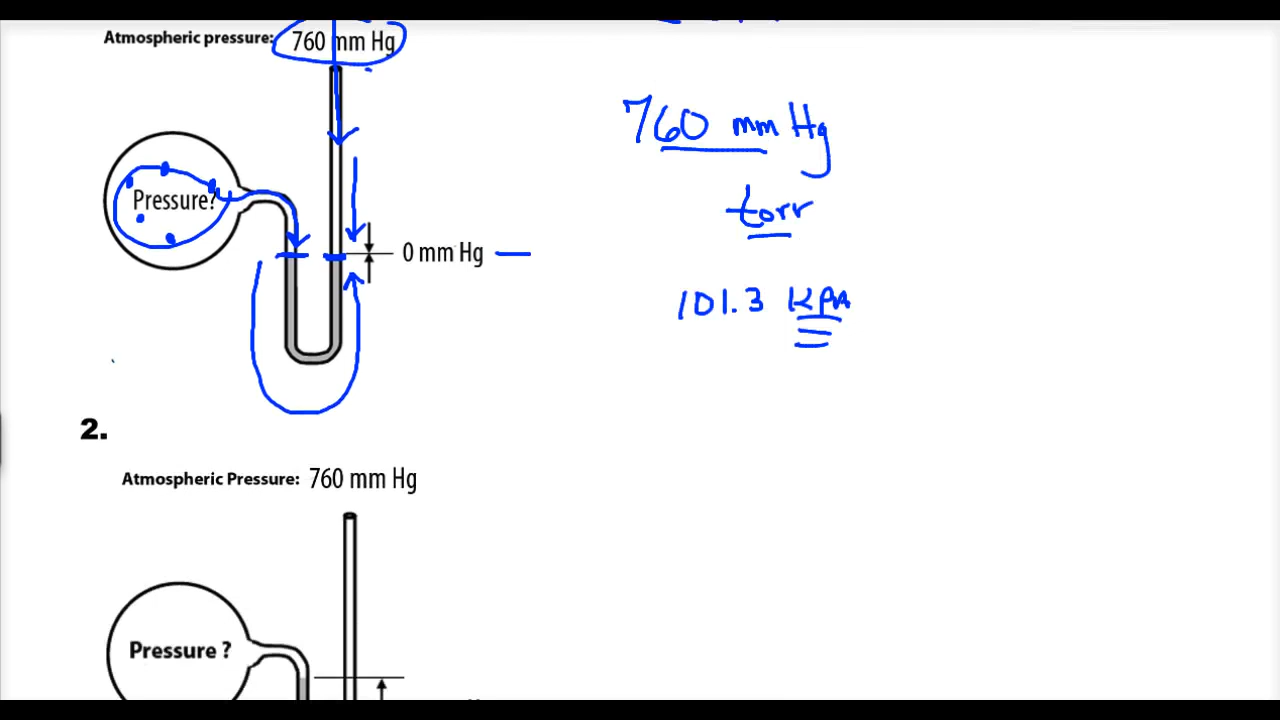 Atmospheric pressure: 760 mm Hg
760 mm Hg
torr
Pressure?
0 mm Hg
101.3 KPA
2.
Atmospheric Pressure: 760 mm Hg
Pressure ?